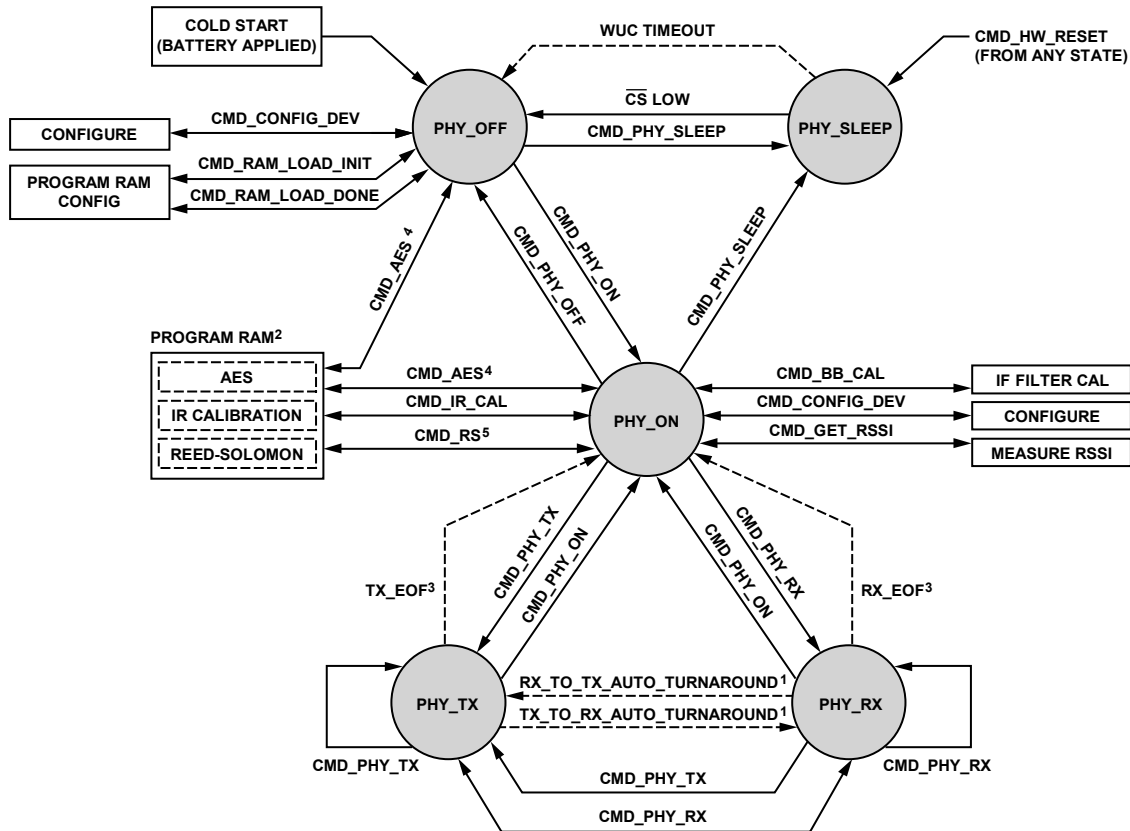 COLD START
(BATTERY APPLIED)
WUC TIMEOUT
CMD_HW_RESET
(FROM ANY STATE)
CS LOW
PHY_OFF
PHY_SLEEP
CMD_PHY_SLEEP
CONFIGURE
CMD_CONFIG_DEV
CMD_RAM_LOAD_INIT
PROGRAM RAM
CONFIG
CMD_RAM_LOAD_DONE
CMD_AES 4
CMD_PHY_OFF
CMD_PHY_ON
CMD_PHY_SLEEP
PROGRAM RAM2
AES
IR CALIBRATION
REED-SOLOMON
CMD_AES4
CMD_IR_CAL
CMD_RS5
PHY_ON
CMD_BB_CAL
CMD_CONFIG_DEV
CMD_GET_RSSI
IF FILTER CAL
CONFIGURE
MEASURE RSSI
TX_EOF3
CMD_PHY_TX
CMD_PHY_ON
CMD_PHY_ON
CMD_PHY_RX
RX_EOF3
PHY_TX
RX_TO_TX_AUTO_TURNAROUND1
TX_TO_RX_AUTO_TURNAROUND1
PHY_RX
CMD_PHY_TX
CMD_PHY_TX
CMD_PHY_RX
CMD_PHY_RX